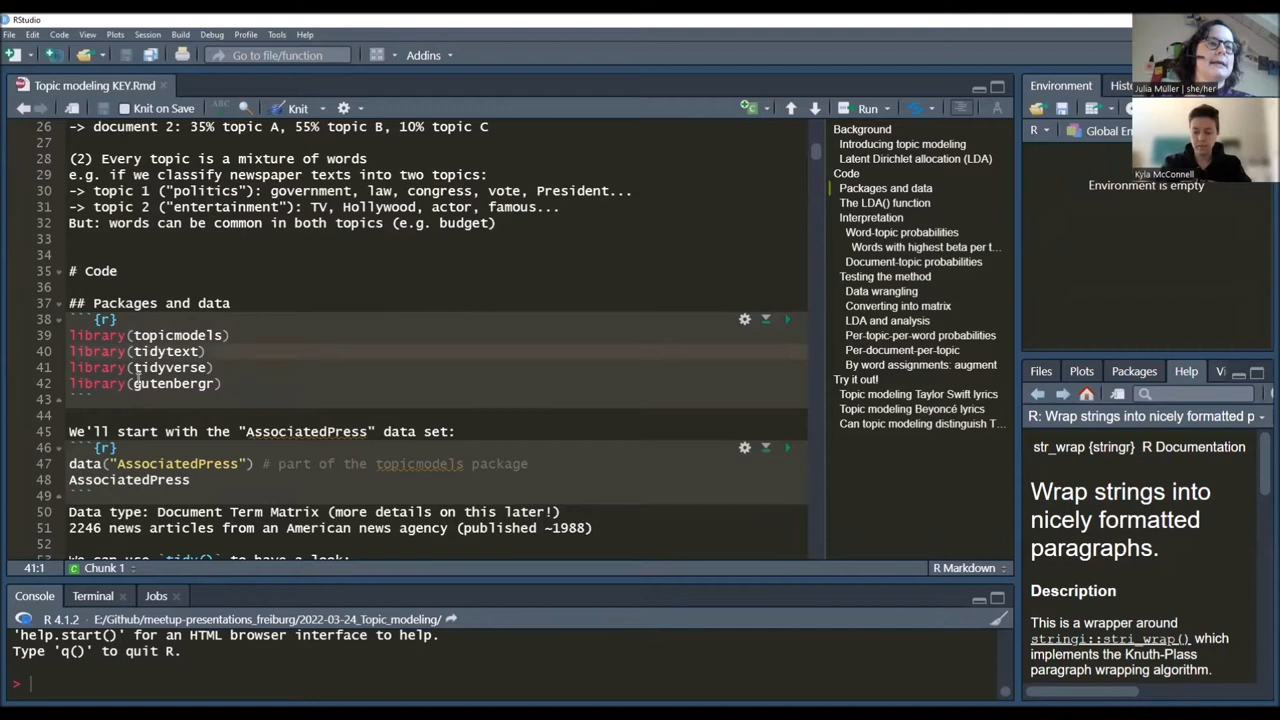 RStudio
File Edit Code View Plots Session Build Debug Profile Tools Help
Go to file/function
Addins
Topic modeling KEY.Rmd
Knit on Save
ABC
Knit
Run
26 -> document 2: 35% topic A, 55% topic B, 10% topic C
27
28 (2) Every topic is a mixture of words
29 e.g. if we classify newspaper texts into two topics:
30 -> topic 1 ("politics"): government, law, congress, vote, President...
31 -> topic 2 ("entertainment"): TV, Hollywood, actor, famous...
32 But: words can be common in both topics (e.g. budget)
33
34
35 # Code
36
37 ## Packages and data
38 ```{r}
39 library(topicmodels)
40 library(tidytext)
41 library(tidyverse)
42 library(gutenbergr)
43 ```
44
45 We'll start with the "AssociatedPress" data set:
46 ```{r}
47 data("AssociatedPress") # part of the topicmodels package
48 AssociatedPress
49 ```
50 Data type: Document Term Matrix (more details on this later!)
51 2246 news articles from an American news agency (published ~1988)
52
53 We can use `tidy()` to have a look:
41:1 Chunk 1 R Markdown
Background
Introducing topic modeling
Latent Dirichlet allocation (LDA)
Code
Packages and data
The LDA() function
Interpretation
Word-topic probabilities
Words with highest beta per t...
Document-topic probabilities
Testing the method
Data wrangling
Converting into matrix
LDA and analysis
Per-topic-per-word probabilities
Per-document-per-topic
By word assignments: augment
Try it out!
Topic modeling Taylor Swift lyrics
Topic modeling Beyoncé lyrics
Can topic modeling distinguish T...
Console Terminal Jobs
R 4.1.2 · E:/Github/meetup-presentations_freiburg/2022-03-24_Topic_modeling/
'help.start()' for an HTML browser interface to help.
Type 'q()' to quit R.
>
Julia Müller | she/her
Kyla McConnell
Environment
R Global En
Environment is empty
Files Plots Packages Help
R: Wrap strings into nicely formatted p
str_wrap {stringr} R Documentation
Wrap strings into
nicely formatted
paragraphs.
Description
This is a wrapper around
stringi::stri_wrap() which
implements the Knuth-Plass
paragraph wrapping algorithm.